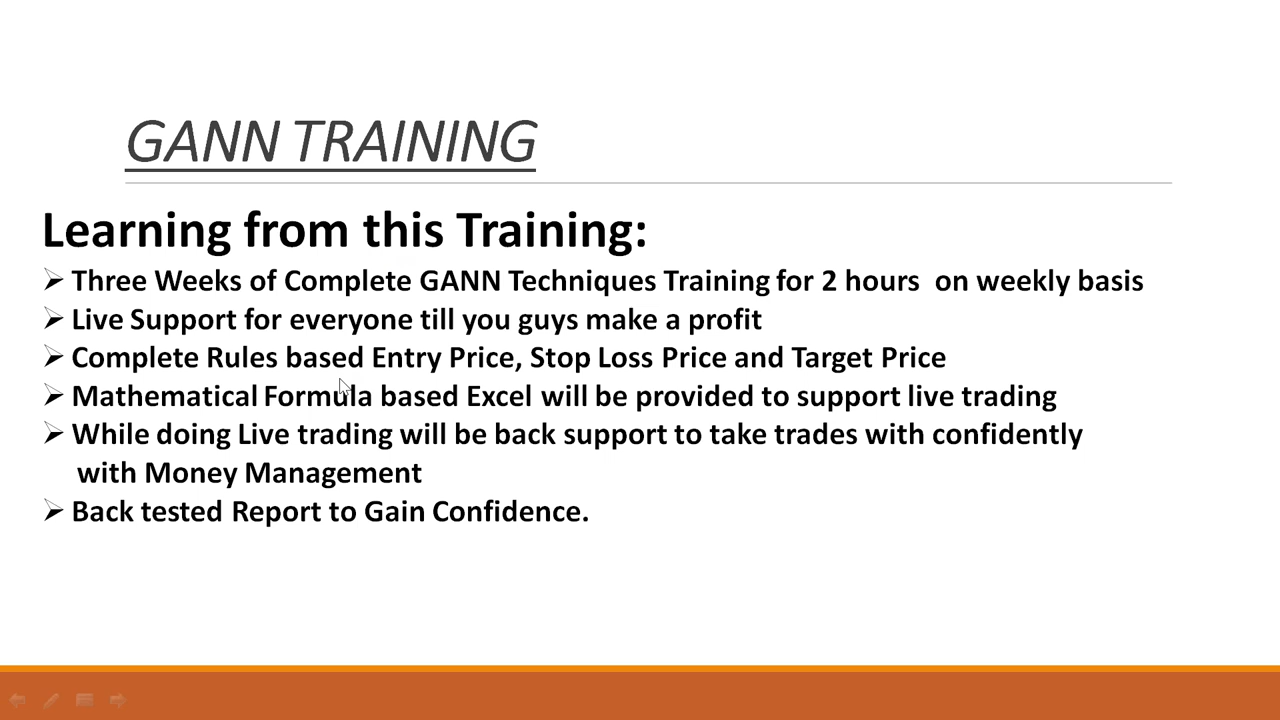 GANN TRAINING
Learning from this Training:
➢ Three Weeks of Complete GANN Techniques Training for 2 hours  on weekly basis
➢ Live Support for everyone till you guys make a profit
➢ Complete Rules based Entry Price, Stop Loss Price and Target Price
➢ Mathematical Formula based Excel will be provided to support live trading
➢ While doing Live trading will be back support to take trades with confidently
with Money Management
➢ Back tested Report to Gain Confidence.